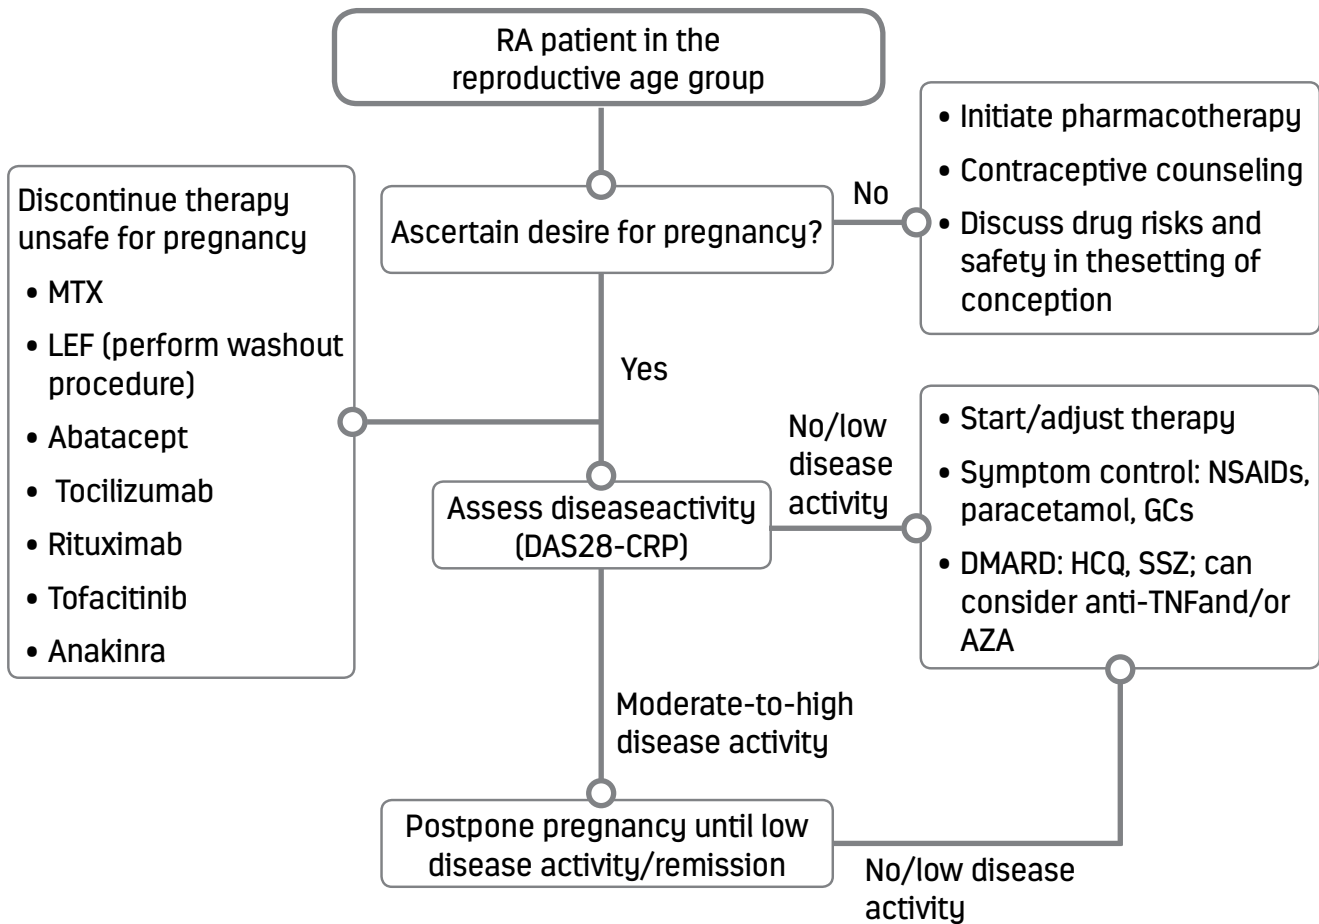 RA patient in the
reproductive age group
Ascertain desire for pregnancy?
No
• Initiate pharmacotherapy
• Contraceptive counseling
• Discuss drug risks and
safety in thesetting of
conception
Yes
Discontinue therapy
unsafe for pregnancy
• MTX
• LEF (perform washout
procedure)
• Abatacept
• Tocilizumab
• Rituximab
• Tofacitinib
• Anakinra
Assess diseaseactivity
(DAS28-CRP)
No/low
disease
activity
• Start/adjust therapy
• Symptom control: NSAIDs,
paracetamol, GCs
• DMARD: HCQ, SSZ; can
consider anti-TNFand/or
AZA
Moderate-to-high
disease activity
Postpone pregnancy until low
disease activity/remission
No/low disease
activity